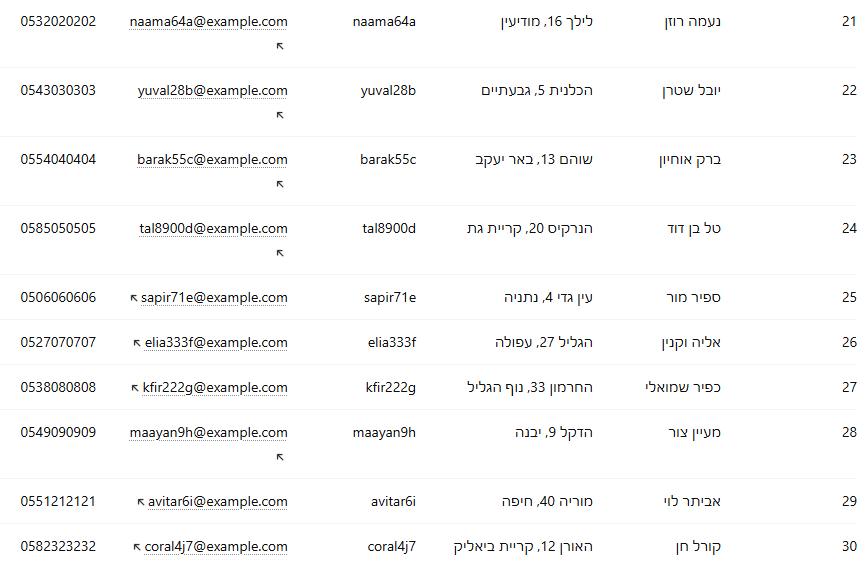 21 נעמה רוזן לילך 16, מודיעין naama64a naama64a@example.com 0532020202
22 יובל שטרן הכלנית 5, גבעתיים yuval28b yuval28b@example.com 0543030303
23 ברק אוחיון שוהם 13, באר יעקב barak55c barak55c@example.com 0554040404
24 טל בן דוד הנרקיס 20, קריית גת tal8900d tal8900d@example.com 0585050505
25 ספיר מור עין גדי 4, נתניה sapir71e sapir71e@example.com 0506060606
26 אליה וקנין הגליל 27, עפולה elia333f elia333f@example.com 0527070707
27 כפיר שמואלי החרמון 33, נוף הגליל kfir222g kfir222g@example.com 0538080808
28 מעיין צור הדקל 9, יבנה maayan9h maayan9h@example.com 0549090909
29 אביתר לוי מוריה 40, חיפה avitar6i avitar6i@example.com 0551212121
30 קורל חן האורן 12, קריית ביאליק coral4j7 coral4j7@example.com 0582323232